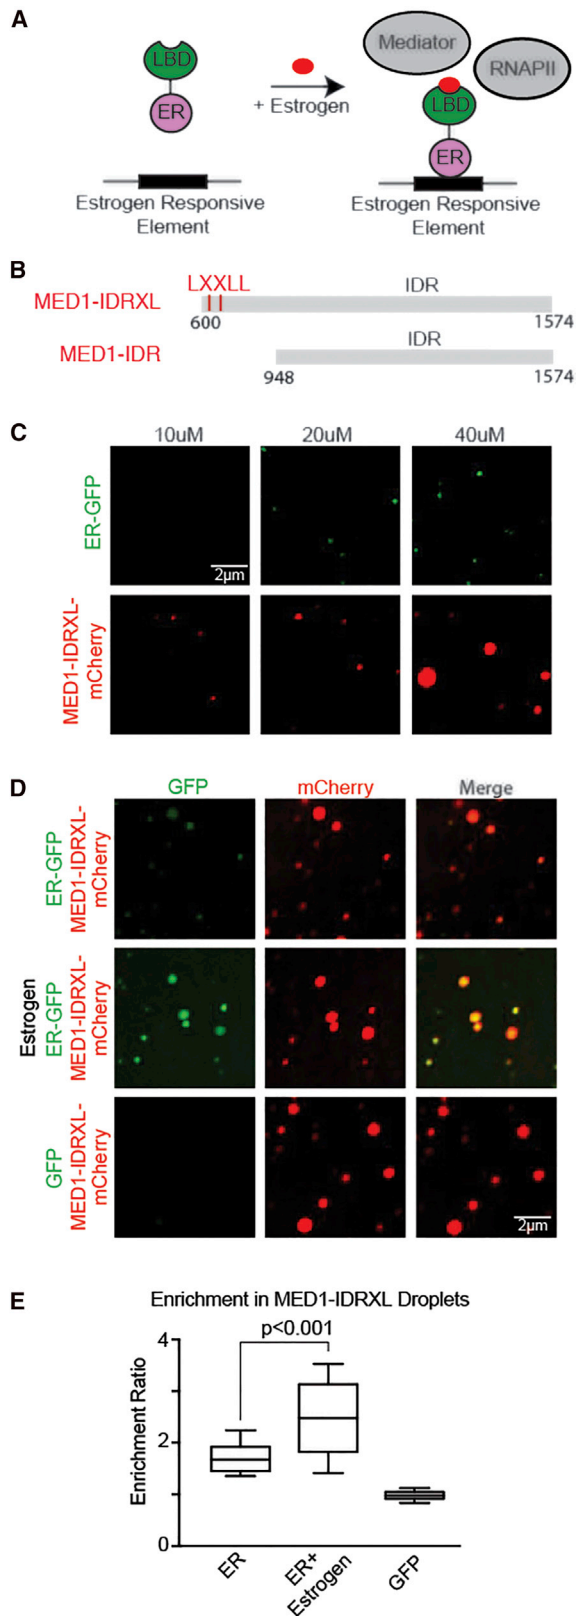 A
LBD
ER
+ Estrogen
Mediator
RNAPII
LBD
ER
Estrogen Responsive
Element
Estrogen Responsive
Element
B
LXXLL
IDR
MED1-IDRXL
600
1574
IDR
MED1-IDR
948
1574
C
10uM
20uM
40uM
ER-GFP
2µm
MED1-IDRXL-
mCherry
D
GFP
mCherry
Merge
ER-GFP
MED1-IDRXL-
mCherry
Estrogen
ER-GFP
MED1-IDRXL-
mCherry
GFP
MED1-IDRXL-
mCherry
2µm
E
Enrichment in MED1-IDRXL Droplets
p<0.001
Enrichment Ratio
4
2
0
ER
ER+
Estrogen
GFP